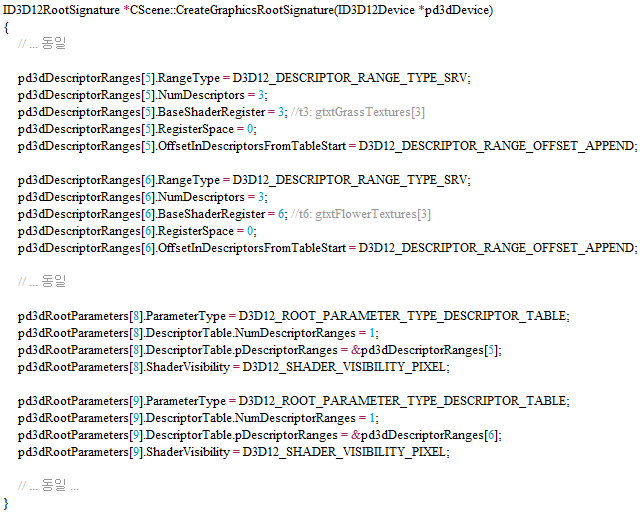 ID3D12RootSignature *CScene::CreateGraphicsRootSignature(ID3D12Device *pd3dDevice)
{
// ... 동일
pd3dDescriptorRanges[5].RangeType = D3D12_DESCRIPTOR_RANGE_TYPE_SRV;
pd3dDescriptorRanges[5].NumDescriptors = 3;
pd3dDescriptorRanges[5].BaseShaderRegister = 3; //t3: gtxtGrassTextures[3]
pd3dDescriptorRanges[5].RegisterSpace = 0;
pd3dDescriptorRanges[5].OffsetInDescriptorsFromTableStart = D3D12_DESCRIPTOR_RANGE_OFFSET_APPEND;
pd3dDescriptorRanges[6].RangeType = D3D12_DESCRIPTOR_RANGE_TYPE_SRV;
pd3dDescriptorRanges[6].NumDescriptors = 3;
pd3dDescriptorRanges[6].BaseShaderRegister = 6; //t6: gtxtFlowerTextures[3]
pd3dDescriptorRanges[6].RegisterSpace = 0;
pd3dDescriptorRanges[6].OffsetInDescriptorsFromTableStart = D3D12_DESCRIPTOR_RANGE_OFFSET_APPEND;
// ... 동일
pd3dRootParameters[8].ParameterType = D3D12_ROOT_PARAMETER_TYPE_DESCRIPTOR_TABLE;
pd3dRootParameters[8].DescriptorTable.NumDescriptorRanges = 1;
pd3dRootParameters[8].DescriptorTable.pDescriptorRanges = &pd3dDescriptorRanges[5];
pd3dRootParameters[8].ShaderVisibility = D3D12_SHADER_VISIBILITY_PIXEL;
pd3dRootParameters[9].ParameterType = D3D12_ROOT_PARAMETER_TYPE_DESCRIPTOR_TABLE;
pd3dRootParameters[9].DescriptorTable.NumDescriptorRanges = 1;
pd3dRootParameters[9].DescriptorTable.pDescriptorRanges = &pd3dDescriptorRanges[6];
pd3dRootParameters[9].ShaderVisibility = D3D12_SHADER_VISIBILITY_PIXEL;
// ... 동일 ...
}